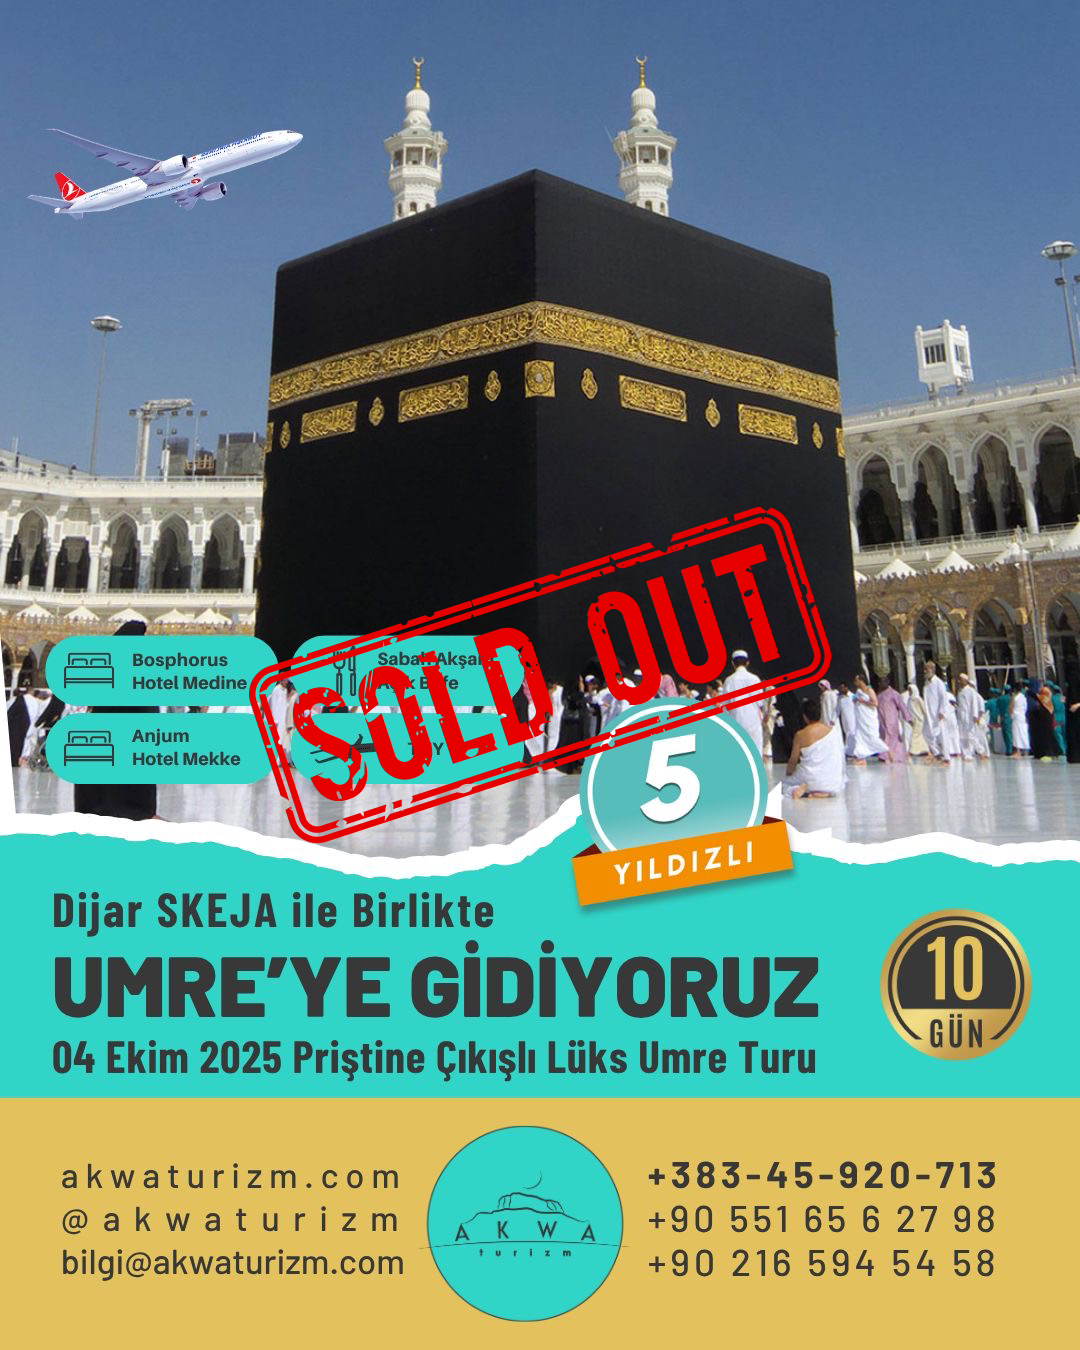 Bosphorus
Hotel Medine
Sabah Akşam
Anjum
Hotel Mekke
SOLD OUT
5
YILDIZLI
Dijar SKEJA ile Birlikte
UMRE’YE GİDİYORUZ
04 Ekim 2025 Priştine Çıkışlı Lüks Umre Turu
10
GÜN
akwaturizm.com
@akwaturizm
bilgi@akwaturizm.com
AKWA
turizm
+383-45-920-713
+90 551 65 6 27 98
+90 216 594 54 58